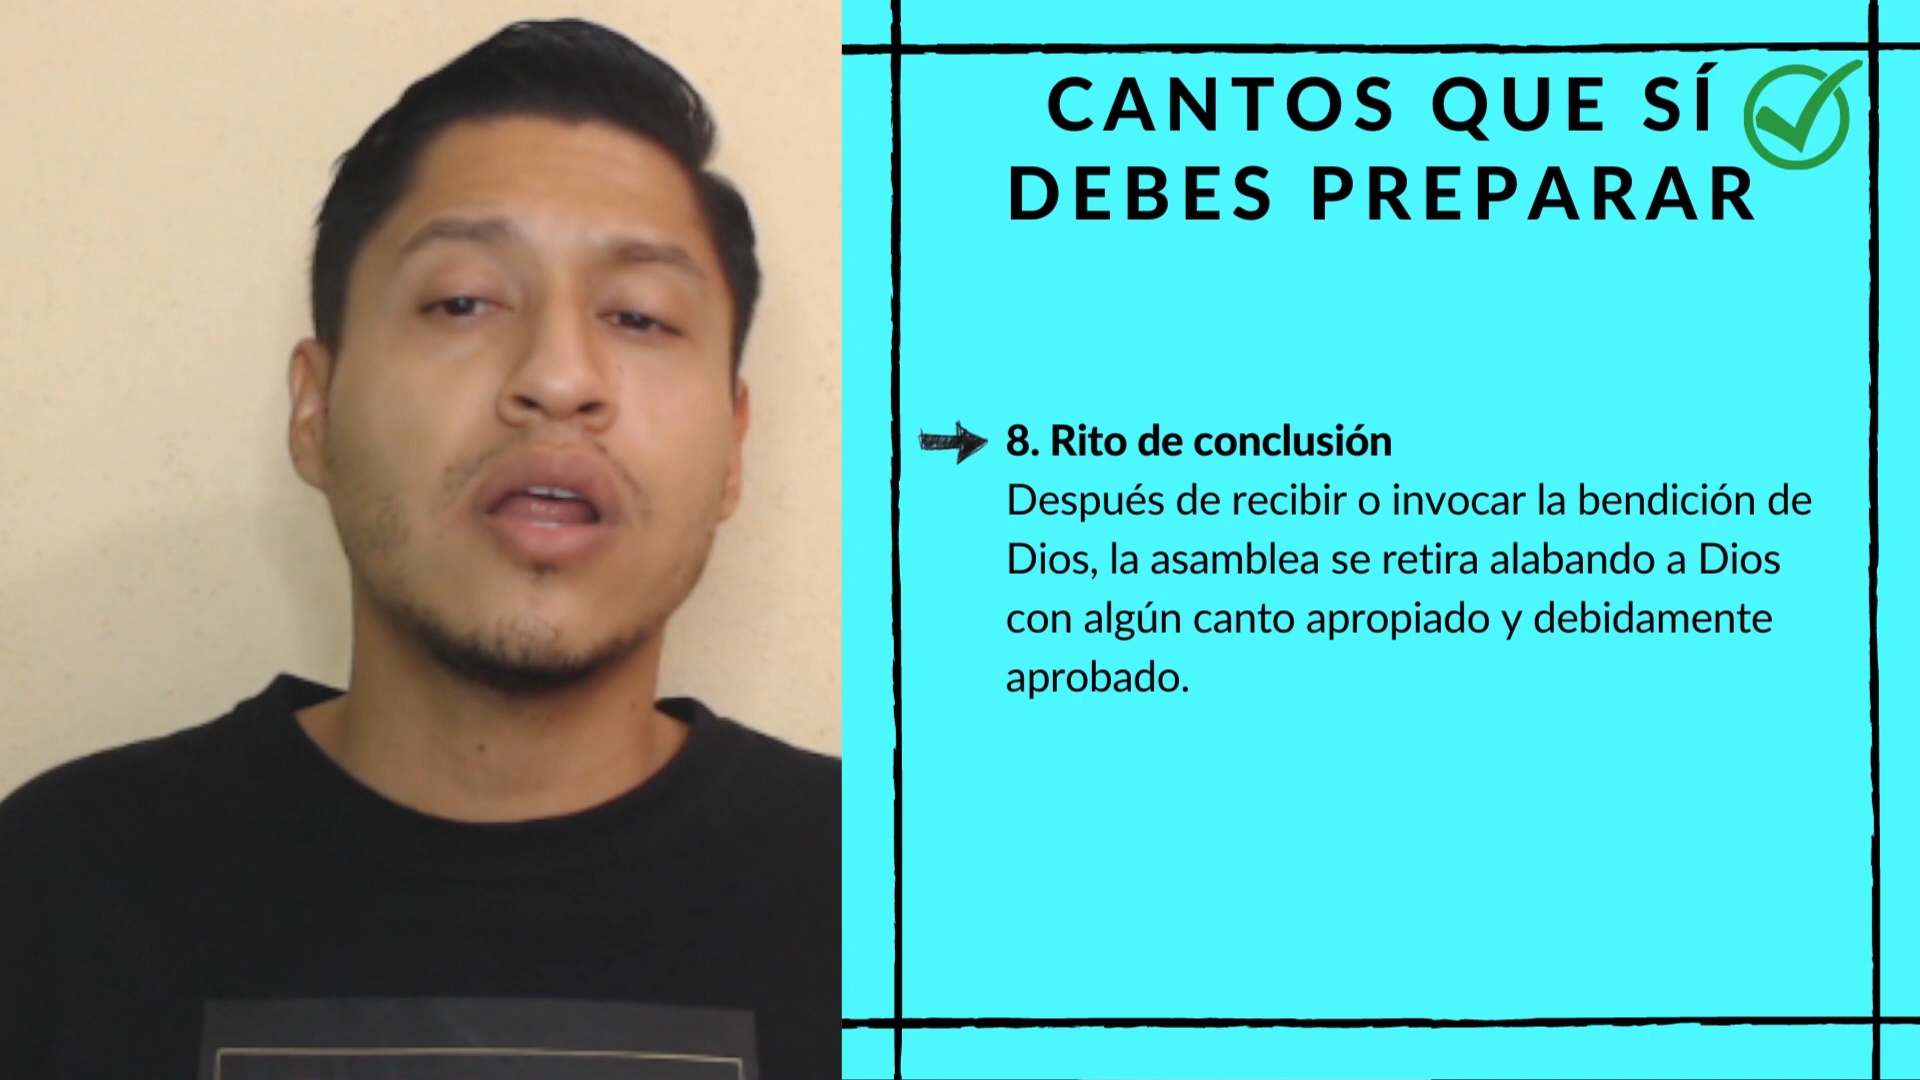 CANTOS QUE SÍ
DEBES PREPARAR
8. Rito de conclusión
Después de recibir o invocar la bendición de
Dios, la asamblea se retira alabando a Dios
con algún canto apropiado y debidamente
aprobado.